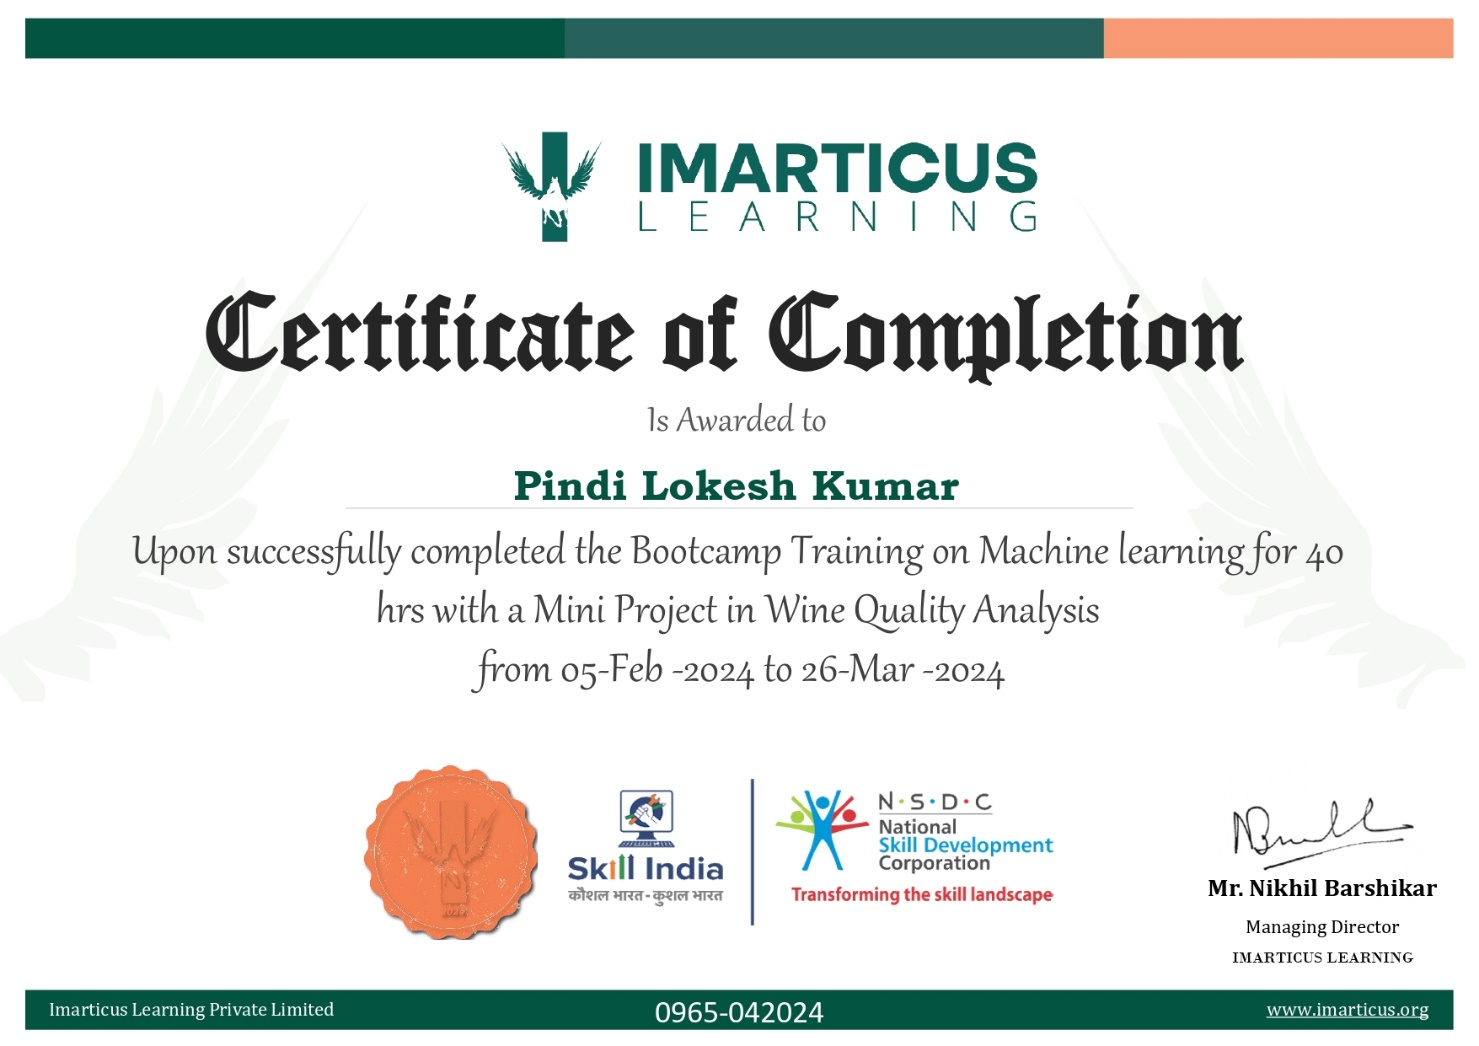 IMARTICUS
LEARNING
Certificate of Completion
Is Awarded to
Pindi Lokesh Kumar
Upon successfully completed the Bootcamp Training on Machine learning for 40
hrs with a Mini Project in Wine Quality Analysis
from 05-Feb -2024 to 26-Mar -2024
Skill India
कौशल भारत-कुशल भारत
N·S·D·C
National
Skill Development
Corporation
Transforming the skill landscape
Mr. Nikhil Barshikar
Managing Director
IMARTICUS LEARNING
Imarticus Learning Private Limited
0965-042024
www.imarticus.org